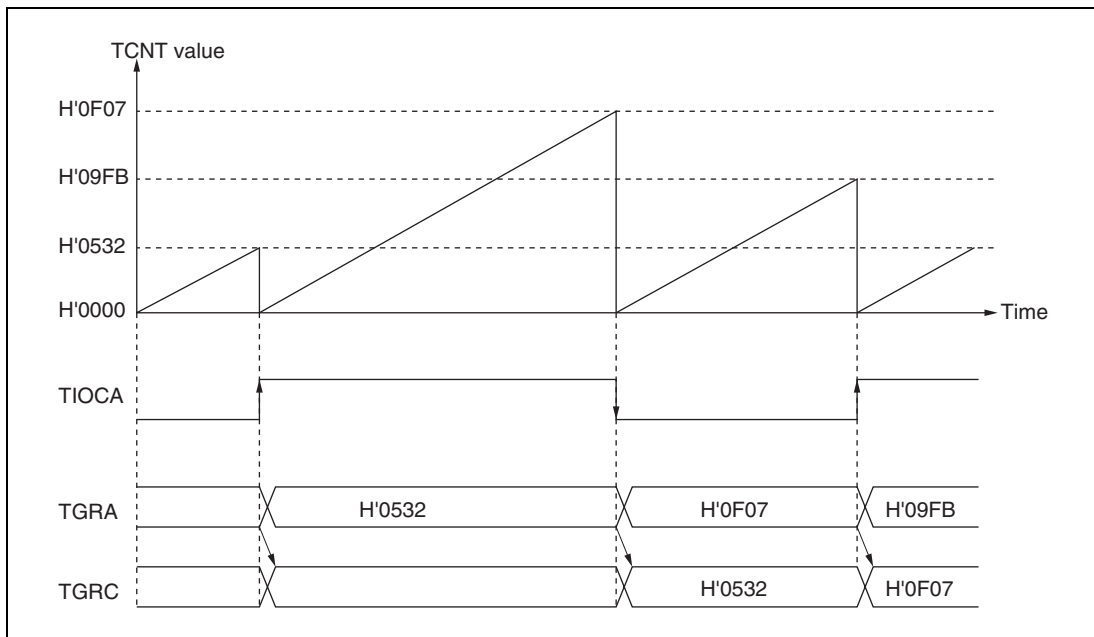 TCNT value
H'0F07
H'09FB
H'0532
H'0000
Time
TIOCA
TGRA
H'0532
H'0F07
H'09FB
TGRC
H'0532
H'0F07